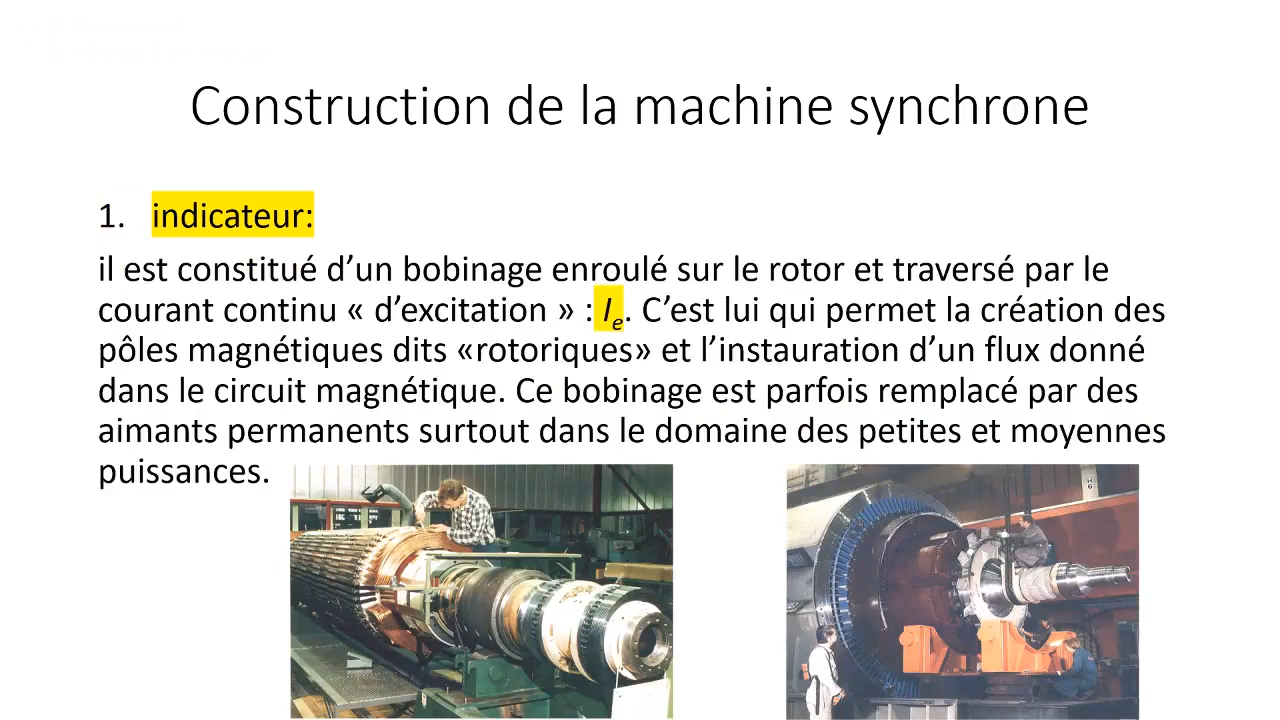 Construction de la machine synchrone
1. indicateur:
il est constitué d’un bobinage enroulé sur le rotor et traversé par le
courant continu « d’excitation » : Ie. C’est lui qui permet la création des
pôles magnétiques dits «rotoriques» et l’instauration d’un flux donné
dans le circuit magnétique. Ce bobinage est parfois remplacé par des
aimants permanents surtout dans le domaine des petites et moyennes
puissances.